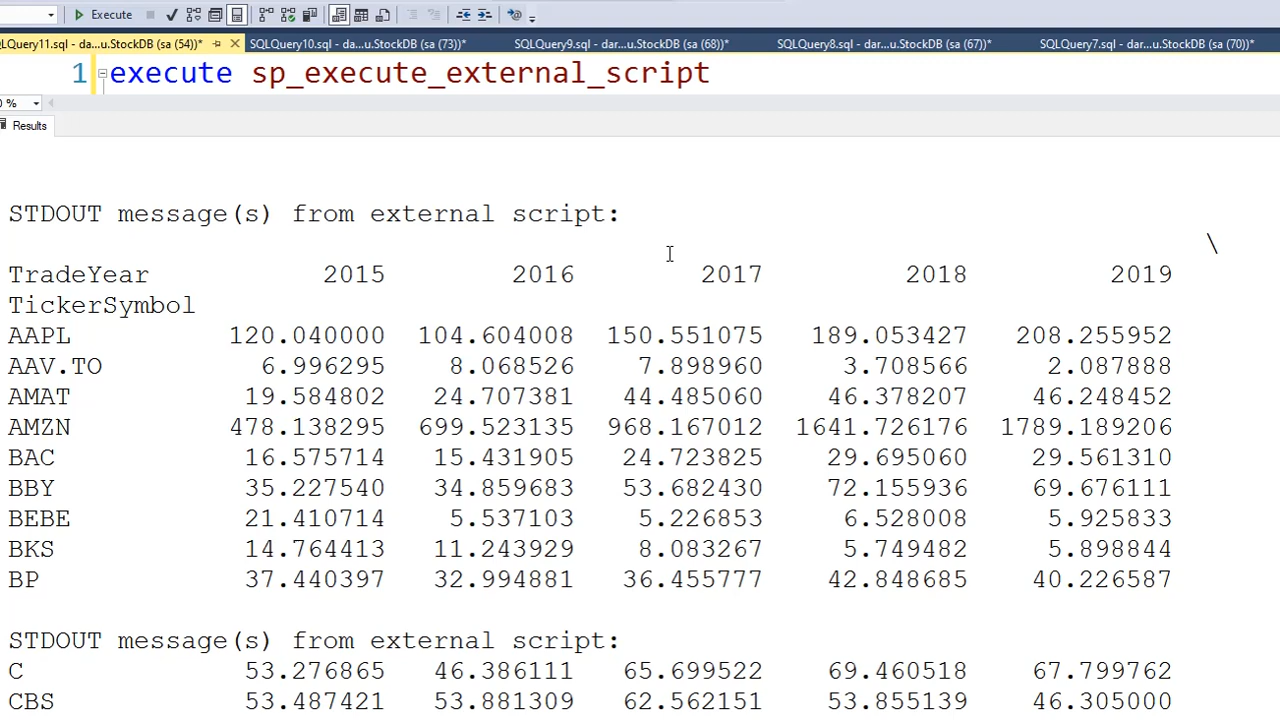 Execute
LQuery11.sql - da...u.StockDB (sa (54))* SQLQuery10.sql - da...u.StockDB (sa (73))* SQLQuery9.sql - dar...u.StockDB (sa (68))* SQLQuery8.sql - dar...u.StockDB (sa (67))* SQLQuery7.sql - dar...u.StockDB (sa (70))*
1 execute sp_execute_external_script
0 %
Results
STDOUT message(s) from external script:
\
TradeYear 2015 2016 2017 2018 2019
TickerSymbol
AAPL 120.040000 104.604008 150.551075 189.053427 208.255952
AAV.TO 6.996295 8.068526 7.898960 3.708566 2.087888
AMAT 19.584802 24.707381 44.485060 46.378207 46.248452
AMZN 478.138295 699.523135 968.167012 1641.726176 1789.189206
BAC 16.575714 15.431905 24.723825 29.695060 29.561310
BBY 35.227540 34.859683 53.682430 72.155936 69.676111
BEBE 21.410714 5.537103 5.226853 6.528008 5.925833
BKS 14.764413 11.243929 8.083267 5.749482 5.898844
BP 37.440397 32.994881 36.455777 42.848685 40.226587
STDOUT message(s) from external script:
C 53.276865 46.386111 65.699522 69.460518 67.799762
CBS 53.487421 53.881309 62.562151 53.855139 46.305000